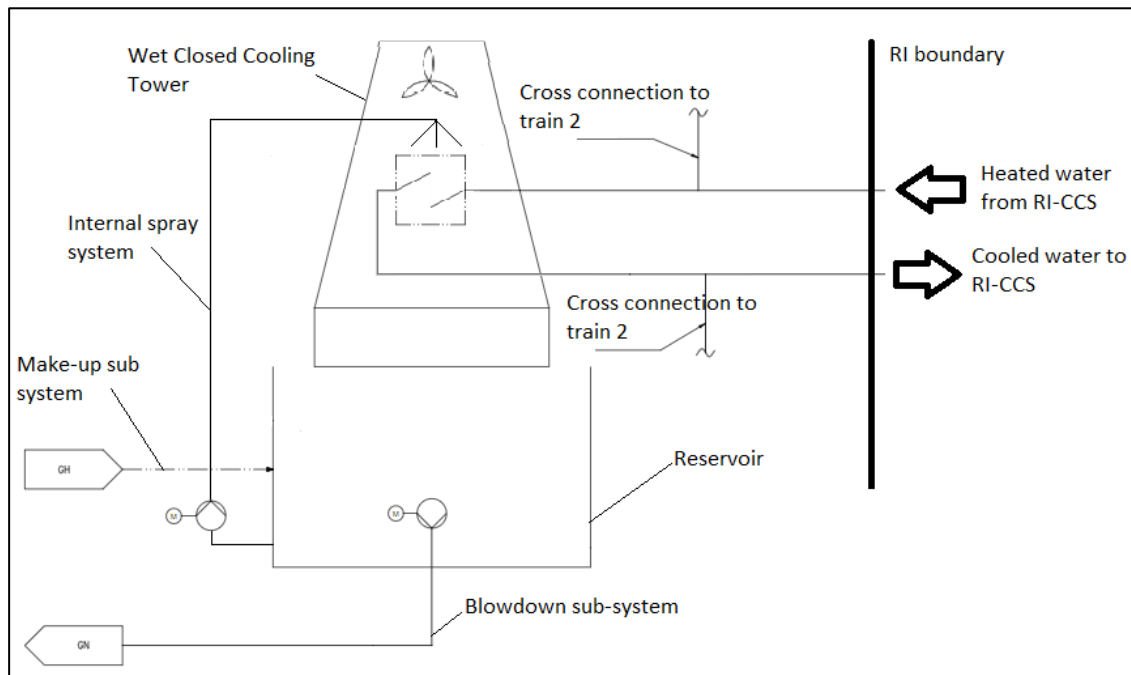 Wet Closed Cooling
Tower
RI boundary
Cross connection to
train 2
Heated water
from RI-CCS
Internal spray
system
Cooled water to
RI-CCS
Cross connection to
train 2
Make-up sub
system
Reservoir
GH
M
M
Blowdown sub-system
GN